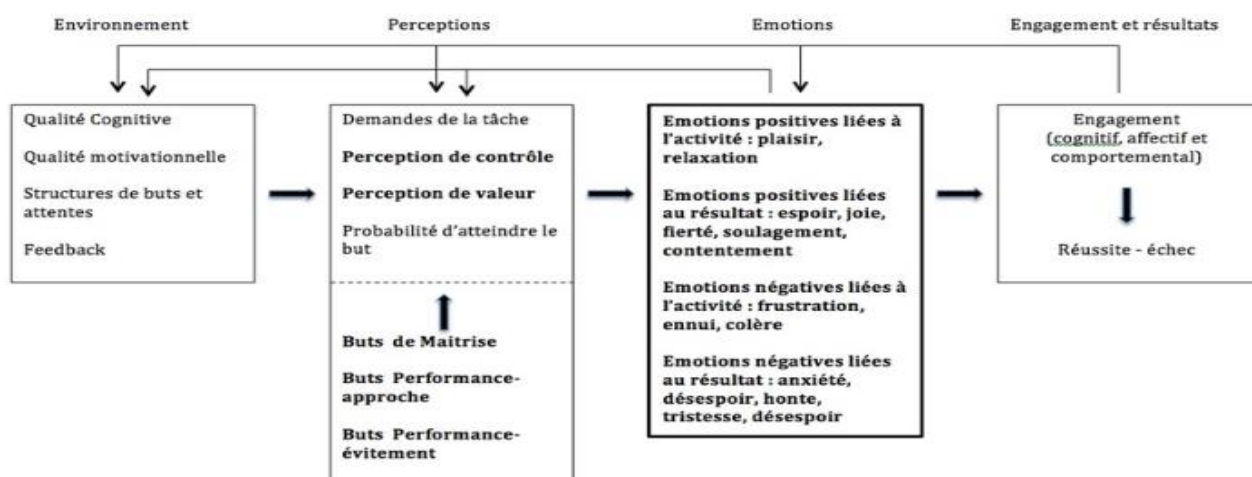 Environnement
Perceptions
Emotions
Engagement et résultats
Qualité Cognitive
Qualité motivationnelle
Structures de buts et
attentes
Feedback
Demandes de la tâche
Perception de contrôle
Perception de valeur
Probabilité d'atteindre le
but
Buts de Maitrise
Buts Performance-
approche
Buts Performance-
évitement
Emotions positives liées à
l'activité : plaisir,
relaxation
Emotions positives liées
au résultat : espoir, joie,
fierté, soulagement,
contentement
Emotions négatives liées à
l'activité : frustration,
ennui, colère
Emotions négatives liées
au résultat : anxiété,
désespoir, honte,
tristesse, désespoir
Engagement
(cognitif, affectif et
comportemental)
Réussite - échec